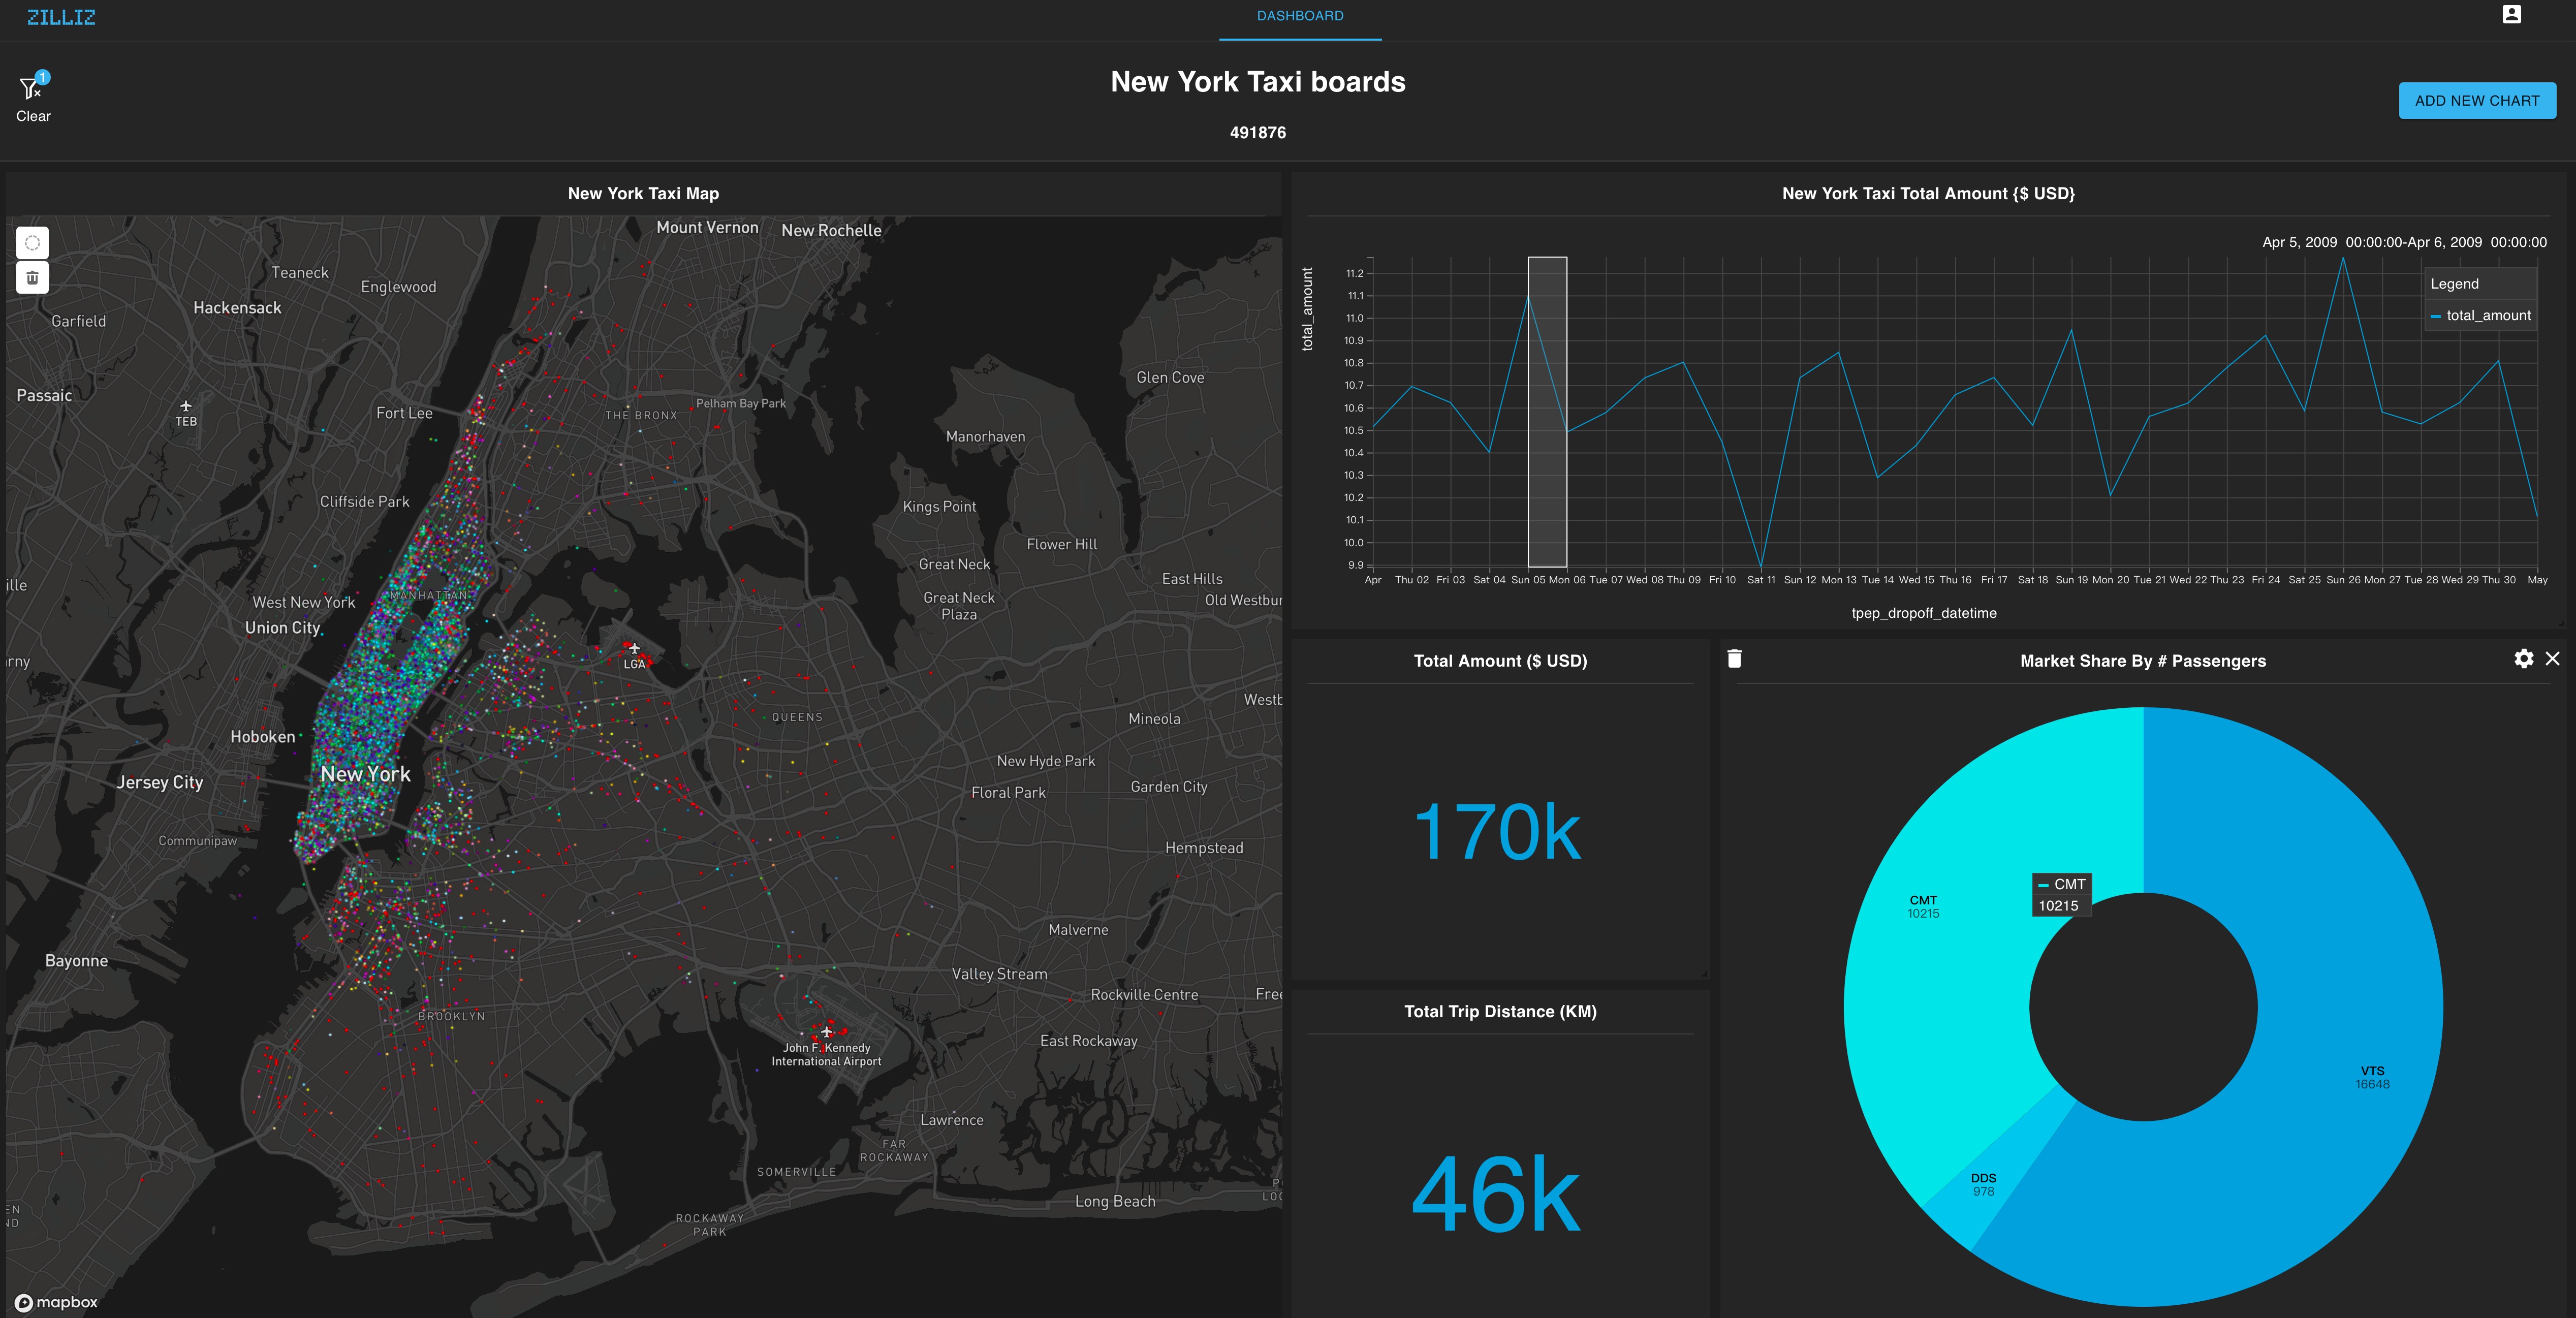 ZILLIZ
DASHBOARD
1
Clear
New York Taxi boards
491876
ADD NEW CHART
New York Taxi Map
Mount Vernon
New Rochelle
Teaneck
Englewood
Hackensack
Garfield
Glen Cove
Passaic
Pelham Bay Park
Fort Lee
THE BRONX
TEB
Manorhaven
Cliffside Park
Kings Point
Flower Hill
Great Neck
East Hills
ille
MANHATTAN
Great Neck
Plaza
West New York
Old Westbur
Union City
rny
LGA
Westb
QUEENS
Mineola
Hoboken
New Hyde Park
New York
Jersey City
Floral Park
Garden City
Communipaw
Hempstead
Malverne
Bayonne
Valley Stream
Rockville Centre
Free
BROOKLYN
East Rockaway
John F. Kennedy
International Airport
Lawrence
FAR
ROCKAWAY
SOMERVILLE
Long Beach
P
LOO
EN
ND
ROCKAWAY
PARK
mapbox
New York Taxi Total Amount {$ USD}
Apr 5, 2009 00:00:00-Apr 6, 2009 00:00:00
total_amount
11.2
11.1
11.0
10.9
10.8
10.7
10.6
10.5
10.4
10.3
10.2
10.1
10.0
9.9
Legend
total_amount
Apr Thu 02 Fri 03 Sat 04 Sun 05 Mon 06 Tue 07 Wed 08 Thu 09 Fri 10 Sat 11 Sun 12 Mon 13 Tue 14 Wed 15 Thu 16 Fri 17 Sat 18 Sun 19 Mon 20 Tue 21 Wed 22 Thu 23 Fri 24 Sat 25 Sun 26 Mon 27 Tue 28 Wed 29 Thu 30 May
tpep_dropoff_datetime
Total Amount ($ USD)
170k
Total Trip Distance (KM)
46k
Market Share By # Passengers
CMT
10215
CMT
10215
VTS
16648
DDS
978